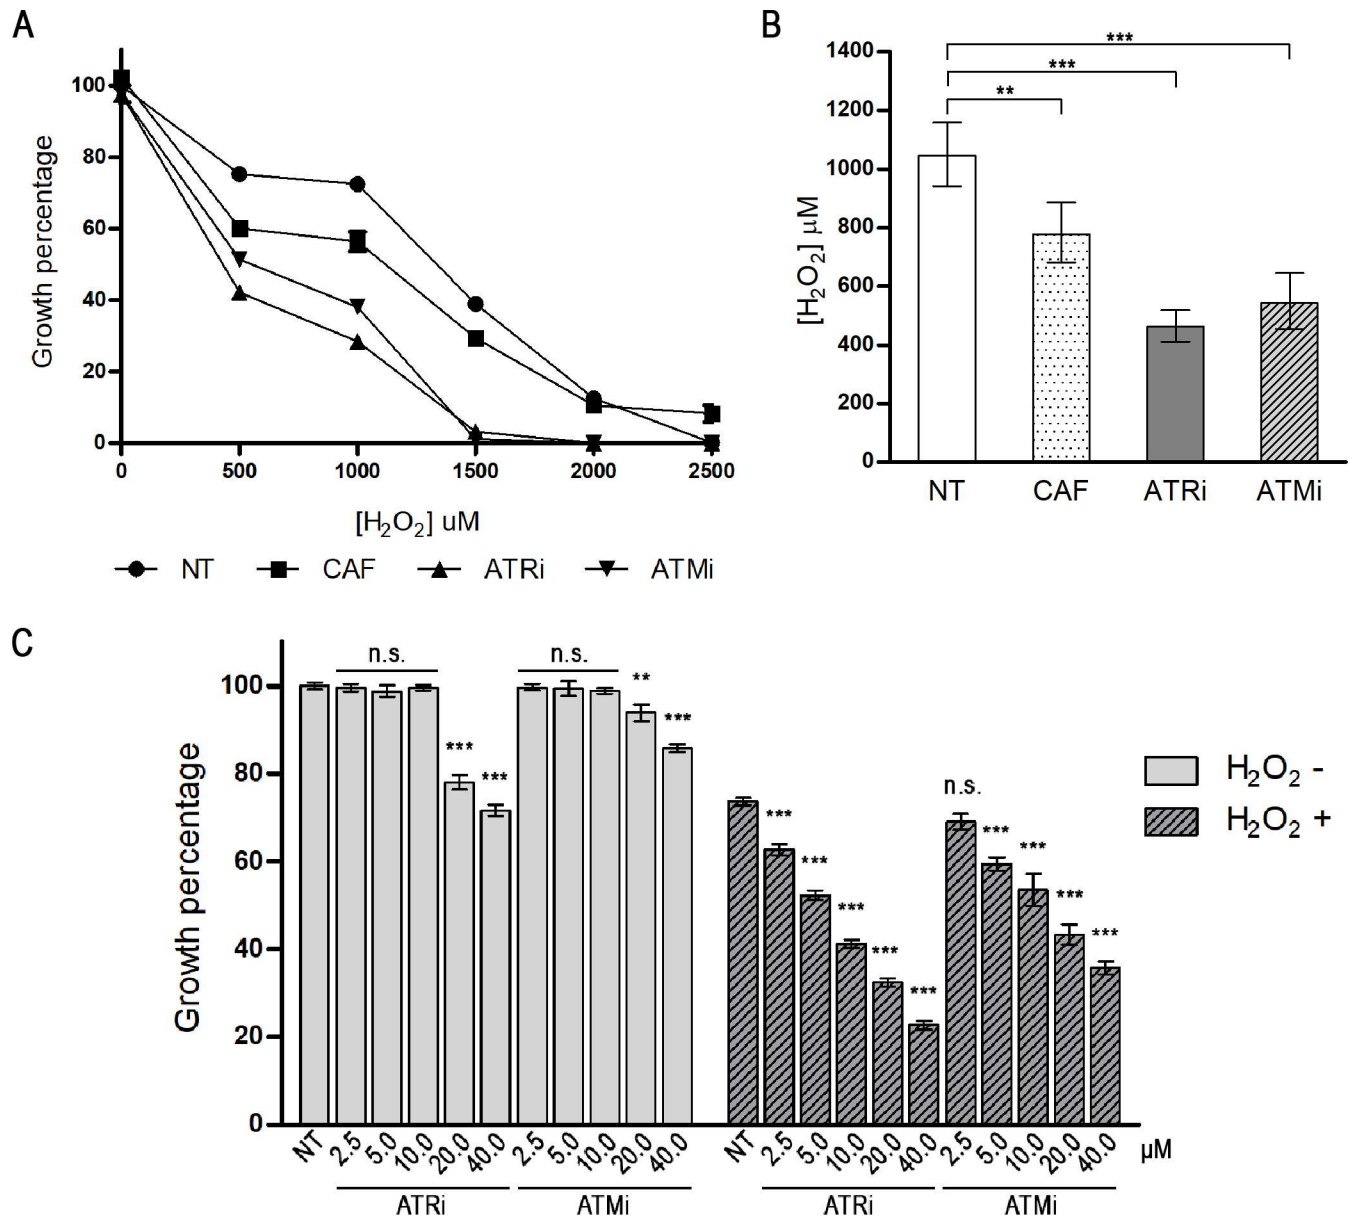 A
Growth percentage
100
80
60
40
20
0
0 500 1000 1500 2000 2500
[H₂O₂] uM
NT CAF ATRi ATMi
B
[H₂O₂] μM
1400
1200
1000
800
600
400
200
0
***
***
**
NT CAF ATRi ATMi
C
Growth percentage
100
80
60
40
20
0
n.s. n.s.
*** *** ** ***
*** *** *** *** ***
n.s. *** *** *** ***
NT 2.5 5.0 10.0 20.0 40.0 2.5 5.0 10.0 20.0 40.0 NT 2.5 5.0 10.0 20.0 40.0 2.5 5.0 10.0 20.0 40.0 μM
ATRi ATMi ATRi ATMi
H₂O₂ -
H₂O₂ +